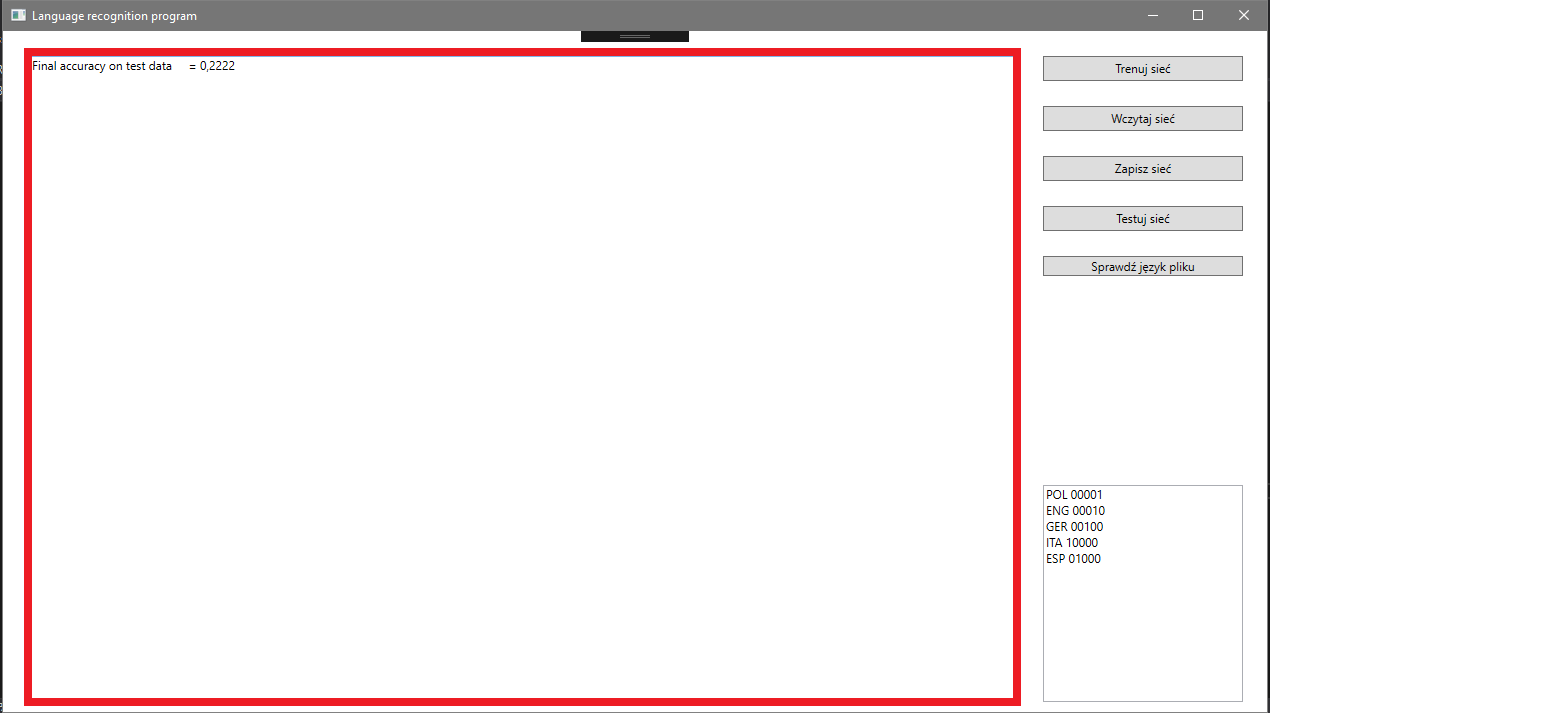 Language recognition program
Final accuracy on test data = 0,2222
Trenuj sieć
Wczytaj sieć
Zapisz sieć
Testuj sieć
Sprawdź język pliku
POL 00001
ENG 00010
GER 00100
ITA 10000
ESP 01000